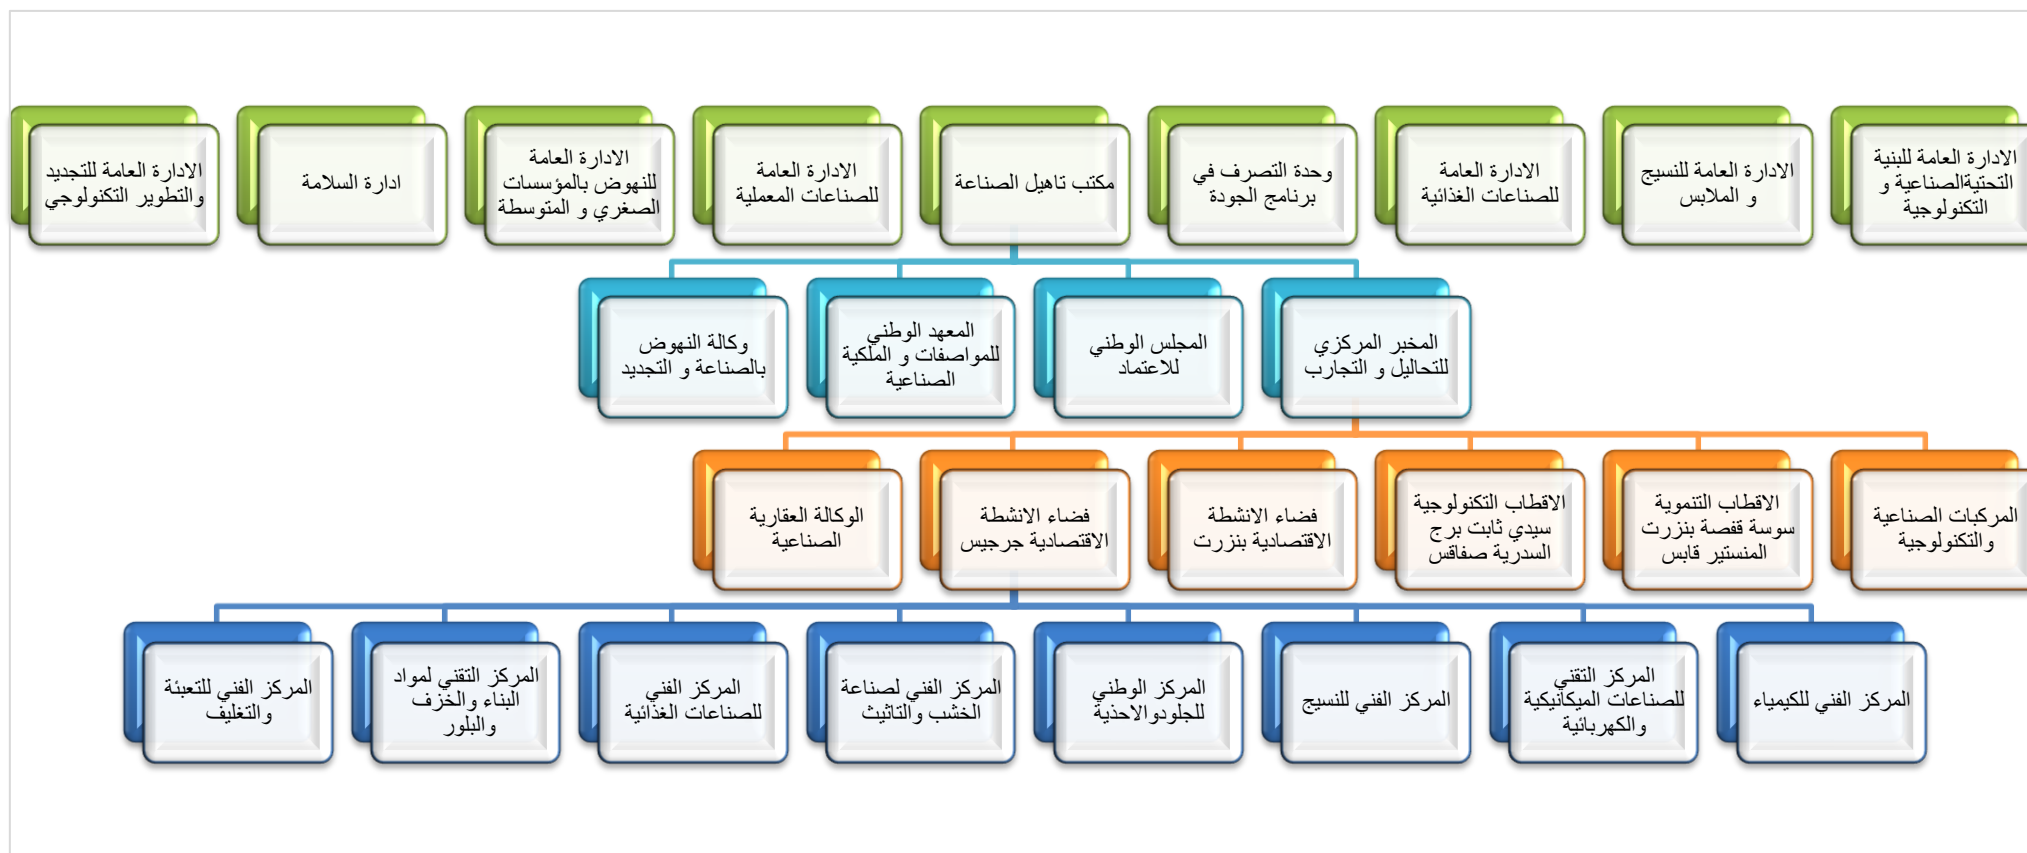 الادارة العامة للبنية
التحتيةالصناعية و
التكنولوجية
الادارة العامة للنسيج
و الملابس
الادارة العامة
للصناعات الغذائية
وحدة التصرف في
برنامج الجودة
مكتب تاهيل الصناعة
الادارة العامة
للصناعات المعملية
الادارة العامة
للنهوض بالمؤسسات
الصغري و المتوسطة
ادارة السلامة
الادارة العامة للتجديد
والتطوير التكنولوجي
المخبر المركزي
للتحاليل و التجارب
المجلس الوطني
للاعتماد
المعهد الوطني
للمواصفات و الملكية
الصناعية
وكالة النهوض
بالصناعة و التجديد
المركبات الصناعية
والتكنولوجية
الاقطاب التنموية
سوسة قفصة بنزرت
المنستير قابس
الاقطاب التكنولوجية
سيدي ثابت برج
السدرية صفاقس
فضاء الانشطة
الاقتصادية بنزرت
فضاء الانشطة
الاقتصادية جرجيس
الوكالة العقارية
الصناعية
المركز الفني للكيمياء
المركز التقني
للصناعات الميكانيكية
والكهربائية
المركز الفني للنسيج
المركز الوطني
للجلودوالاحذية
المركز الفني لصناعة
الخشب والتاثيث
المركز الفني
للصناعات الغذائية
المركز التقني لمواد
البناء والخزف
والبلور
المركز الفني للتعبئة
والتغليف